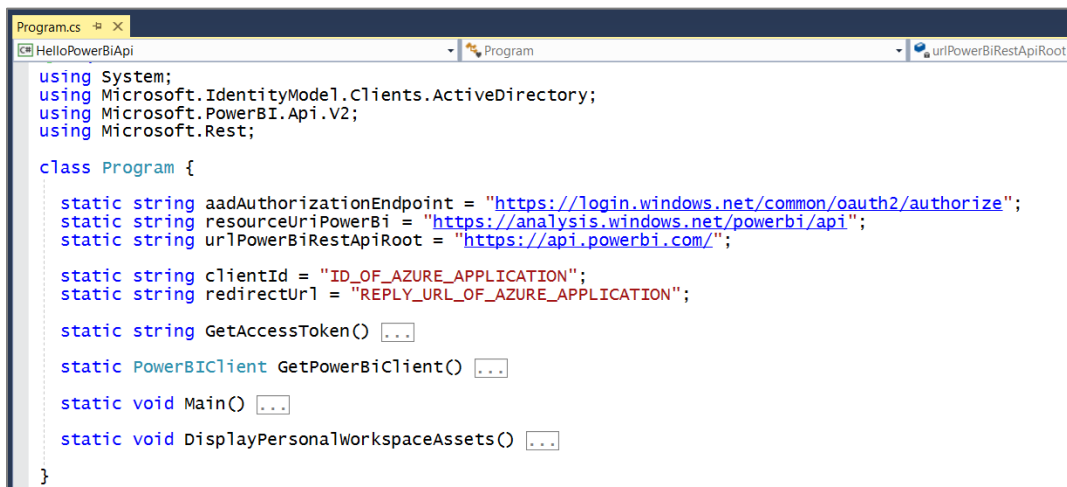 Program.cs
C# HelloPowerBiApi Program urlPowerBiRestApiRoot
using System;
using Microsoft.IdentityModel.Clients.ActiveDirectory;
using Microsoft.PowerBI.Api.V2;
using Microsoft.Rest;
class Program {
static string aadAuthorizationEndpoint = "https://login.windows.net/common/oauth2/authorize";
static string resourceUriPowerBi = "https://analysis.windows.net/powerbi/api";
static string urlPowerBiRestApiRoot = "https://api.powerbi.com/";
static string clientId = "ID_OF_AZURE_APPLICATION";
static string redirectUrl = "REPLY_URL_OF_AZURE_APPLICATION";
static string GetAccessToken() ...
static PowerBIClient GetPowerBiClient() ...
static void Main() ...
static void DisplayPersonalWorkspaceAssets() ...
}